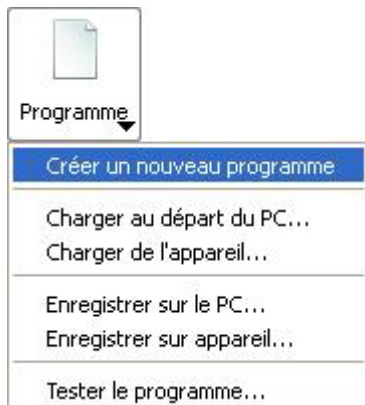 Programme
Créer un nouveau programme
Charger au départ du PC...
Charger de l'appareil...
Enregistrer sur le PC...
Enregistrer sur appareil...
Tester le programme...